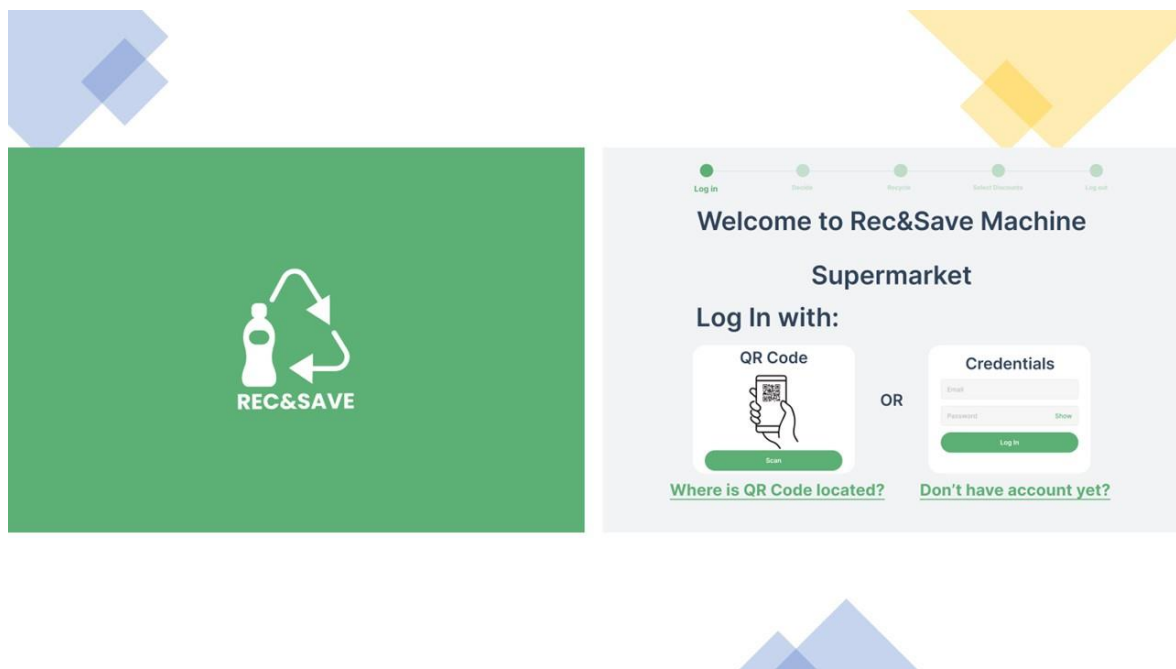 REC&SAVE
Log in
Decide
Recycle
Select Discounts
Log out
Welcome to Rec&Save Machine
Supermarket
Log In with:
QR Code
Scan
OR
Credentials
Email
Password Show
Log In
Where is QR Code located?
Don't have account yet?